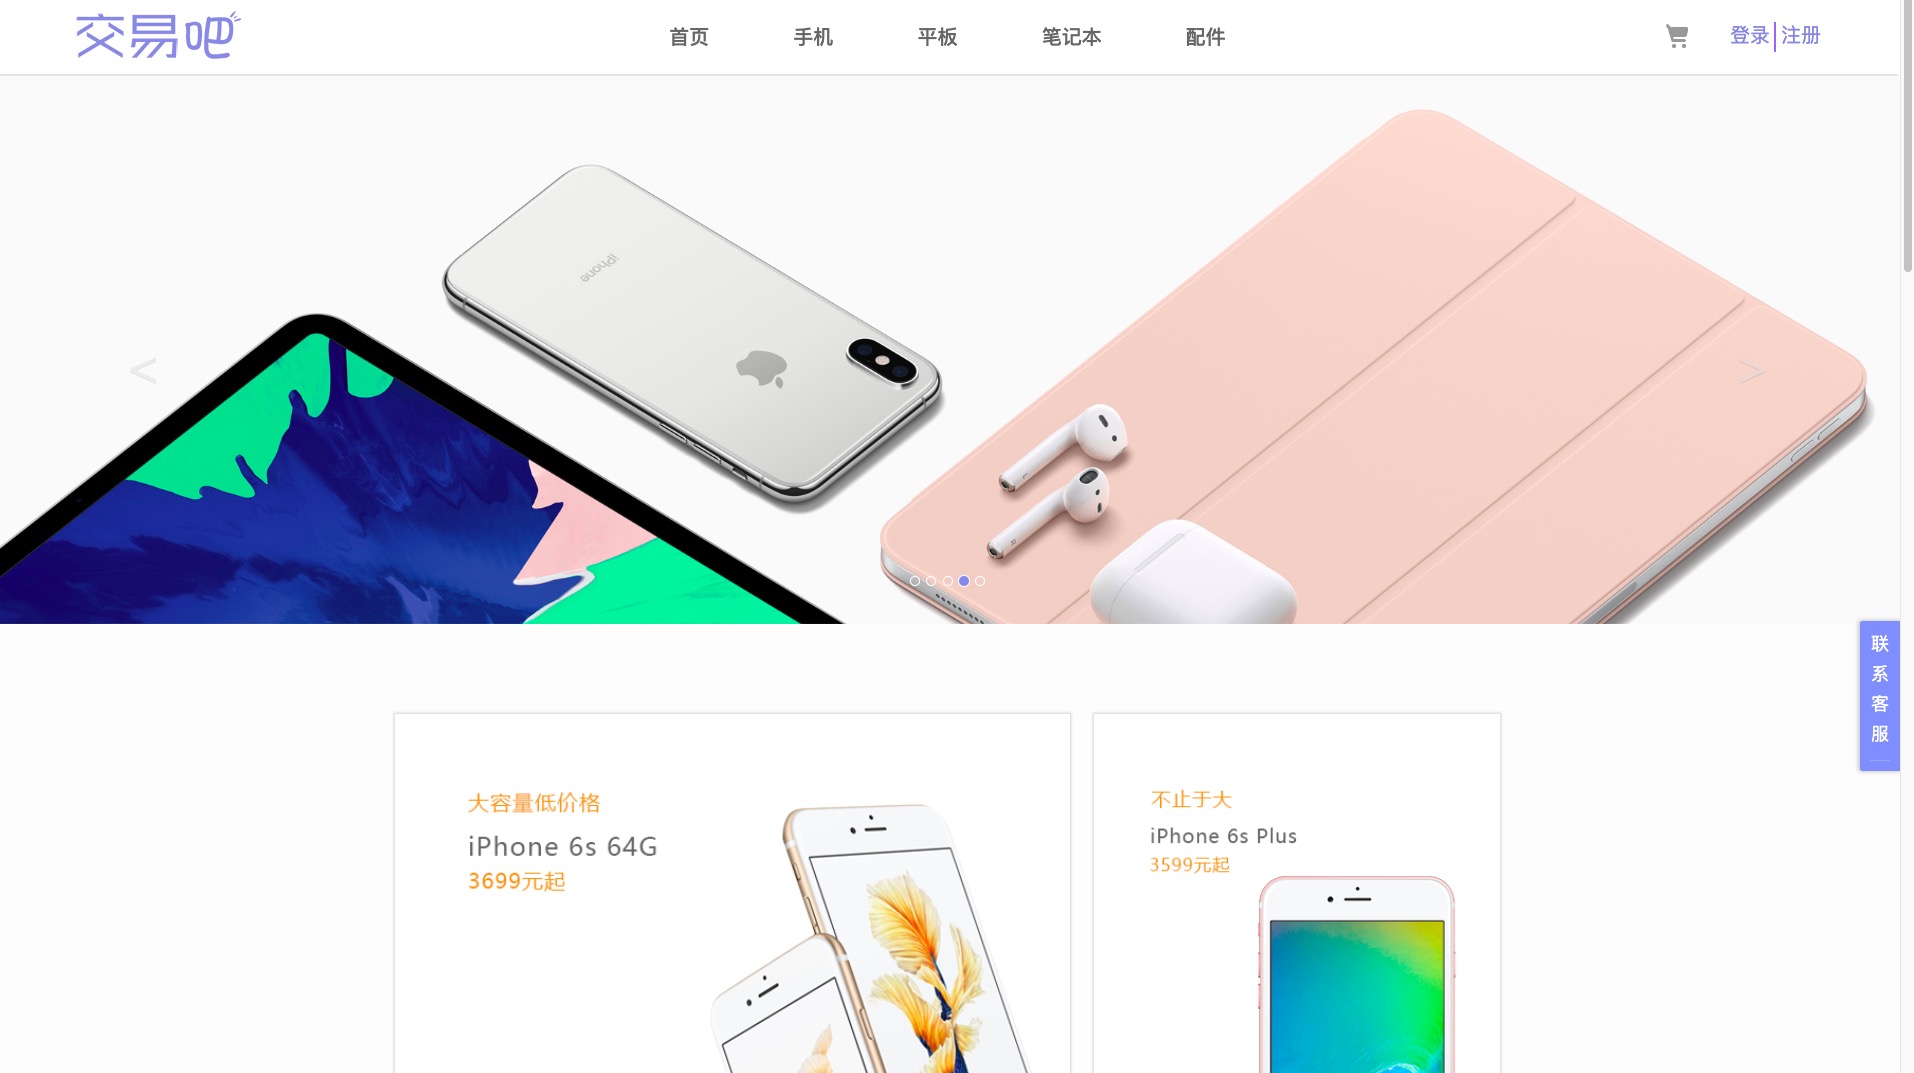 交易吧
首页
手机
平板
笔记本
配件
登录
注册
<
>
iPhone
联系客服
大容量低价格
iPhone 6s 64G
3699元起
不止于大
iPhone 6s Plus
3599元起